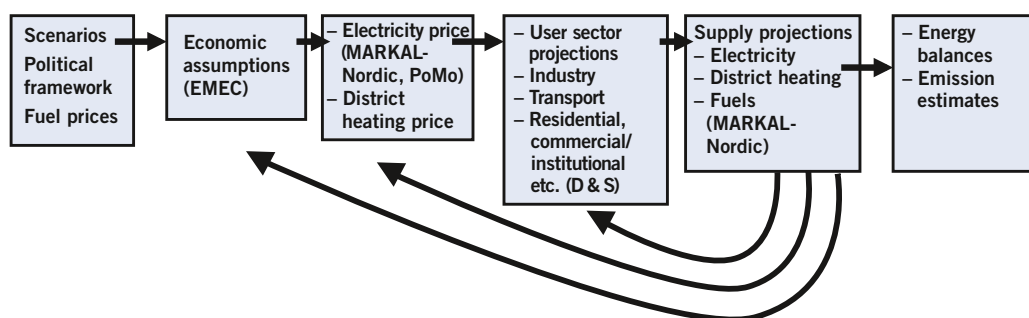 Scenarios
Political
framework
Fuel prices
Economic
assumptions
(EMEC)
– Electricity price
(MARKAL-
Nordic, PoMo)
– District
heating price
– User sector
projections
– Industry
– Transport
– Residential,
commercial/
institutional
etc. (D & S)
Supply projections
– Electricity
– District heating
– Fuels
(MARKAL-
Nordic)
– Energy
balances
– Emission
estimates